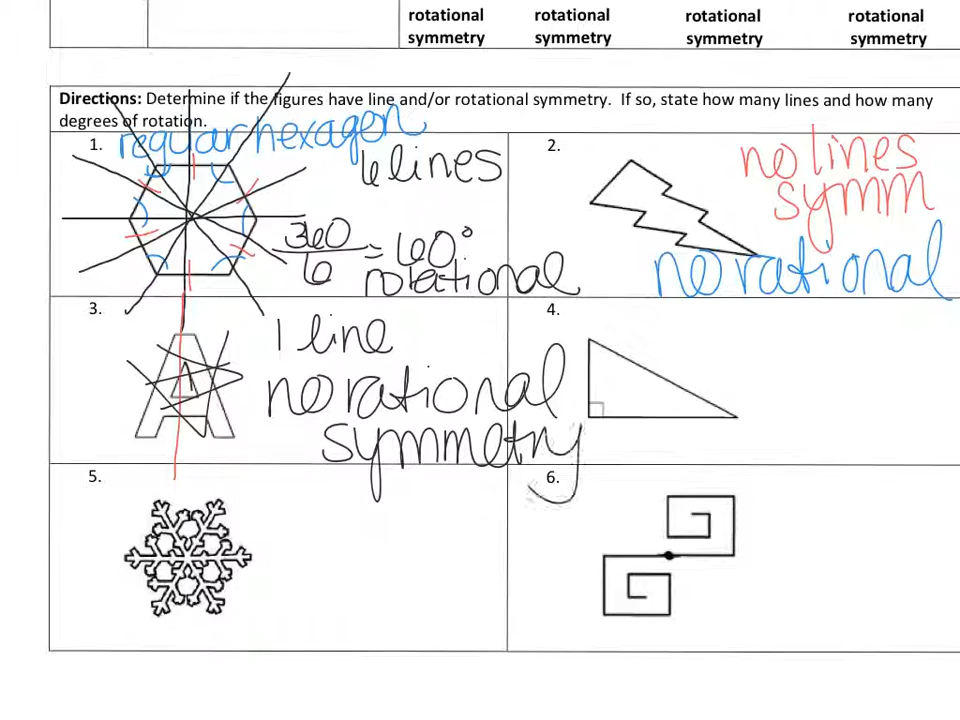 rotational rotational rotational rotational
symmetry symmetry symmetry symmetry
Directions: Determine if the figures have line and/or rotational symmetry. If so, state how many lines and how many
degrees of rotation.
1. regular hexagon
6 lines
360
6
= 60°
rotational
2.
no lines
symm
no rational
3.
1 line
no rational
symmetry
A
4.
5.
6.